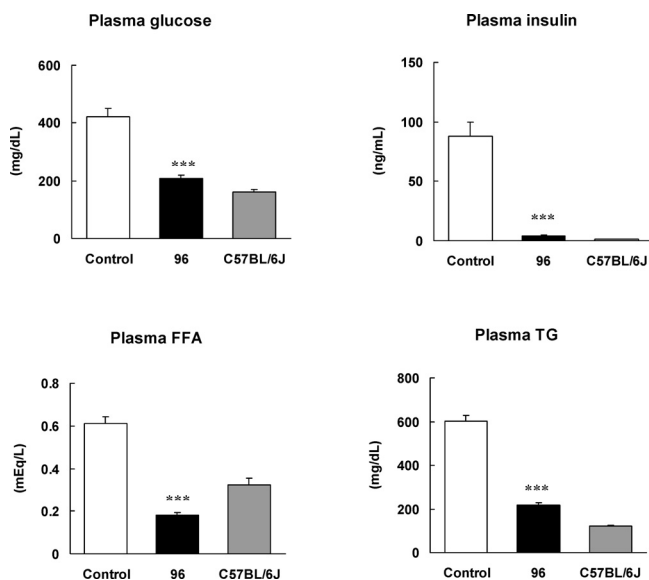 Plasma glucose
600
400
200
0
(mg/dL)
***
Control 96 C57BL/6J
Plasma insulin
150
100
50
0
(ng/mL)
***
Control 96 C57BL/6J
Plasma FFA
0.8
0.6
0.4
0.2
0
(mEq/L)
***
Control 96 C57BL/6J
Plasma TG
800
600
400
200
0
(mg/dL)
***
Control 96 C57BL/6J